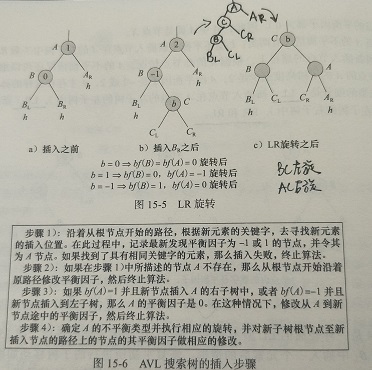 A 1
B 0
A_R
h
B_L
B_R
h
h
a）插入之前
A 2
B -1
A_R
h
B_L
h
b
C_L
C_R
b）插入B_R之后
A
A_R
C
C_R
B
B_L
C_L
C b
B
A
B_L
C_L
C_R
A_R
h
h
c）LR旋转之后
b=0⇒bf(B)=bf(A)=0 旋转后
b=1⇒bf(B)=0，bf(A)=-1 旋转后
b=-1⇒bf(B)=1，bf(A)=0 旋转后
BC左旋
AC右旋
图 15-5 LR 旋转
步骤 1）：沿着从根节点开始的路径，根据新元素的关键字，去寻找新元素
的插入位置。在此过程中，记录最新发现平衡因子为 -1 或 1 的节点，并令其
为 A 节点。如果找到了具有相同关键字的元素，那么插入失败，终止算法。
步骤 2）：如果在步骤 1）中所描述的节点 A 不存在，那么从根节点开始沿着
原路径修改平衡因子，然后终止算法。
步骤 3）：如果 bf(A)=1 并且新节点插入 A 的右子树中，或者 bf(A)=-1 并且
新节点插入到左子树，那么 A 的平衡因子是 0。在这种情况下，修改从 A 到新
节点途中的平衡因子，然后终止算法。
步骤 4）：确定 A 的不平衡类型并执行相应的旋转，并对新子树根节点至新
插入节点的路径上的节点的其平衡因子做相应的修改。
图 15-6 AVL 搜索树的插入步骤